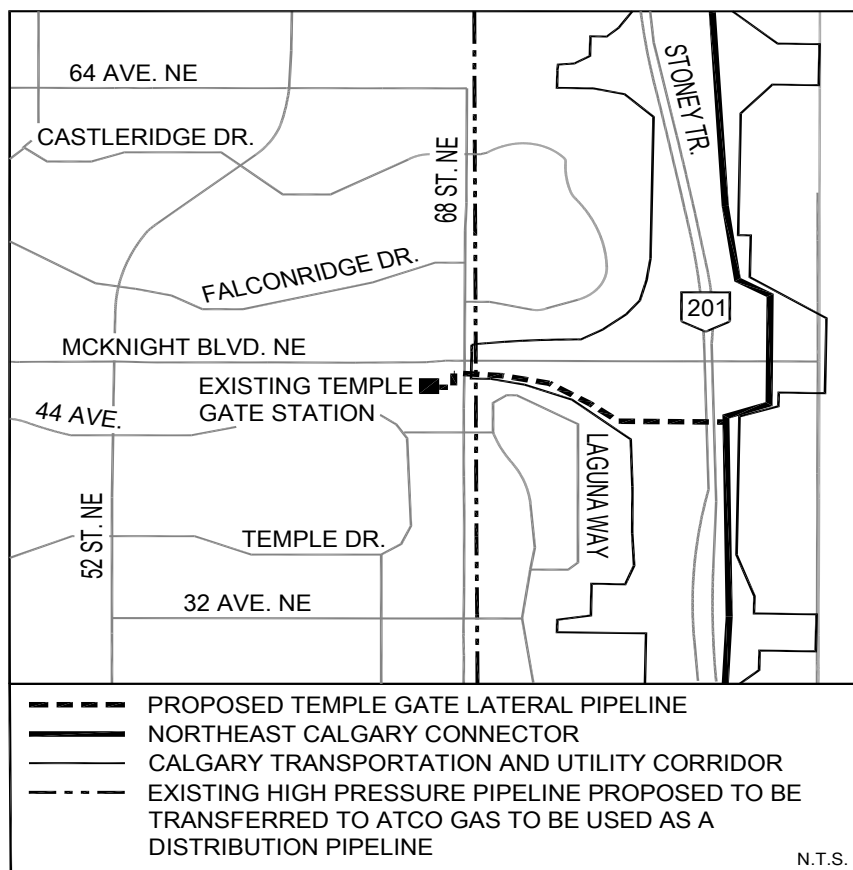 64 AVE. NE
STONEY TR.
CASTLERIDGE DR.
68 ST. NE
FALCONRIDGE DR.
201
MCKNIGHT BLVD. NE
EXISTING TEMPLE
GATE STATION
44 AVE.
LAGUNA WAY
52 ST. NE
TEMPLE DR.
32 AVE. NE
PROPOSED TEMPLE GATE LATERAL PIPELINE
NORTHEAST CALGARY CONNECTOR
CALGARY TRANSPORTATION AND UTILITY CORRIDOR
EXISTING HIGH PRESSURE PIPELINE PROPOSED TO BE
TRANSFERRED TO ATCO GAS TO BE USED AS A
DISTRIBUTION PIPELINE
N.T.S.